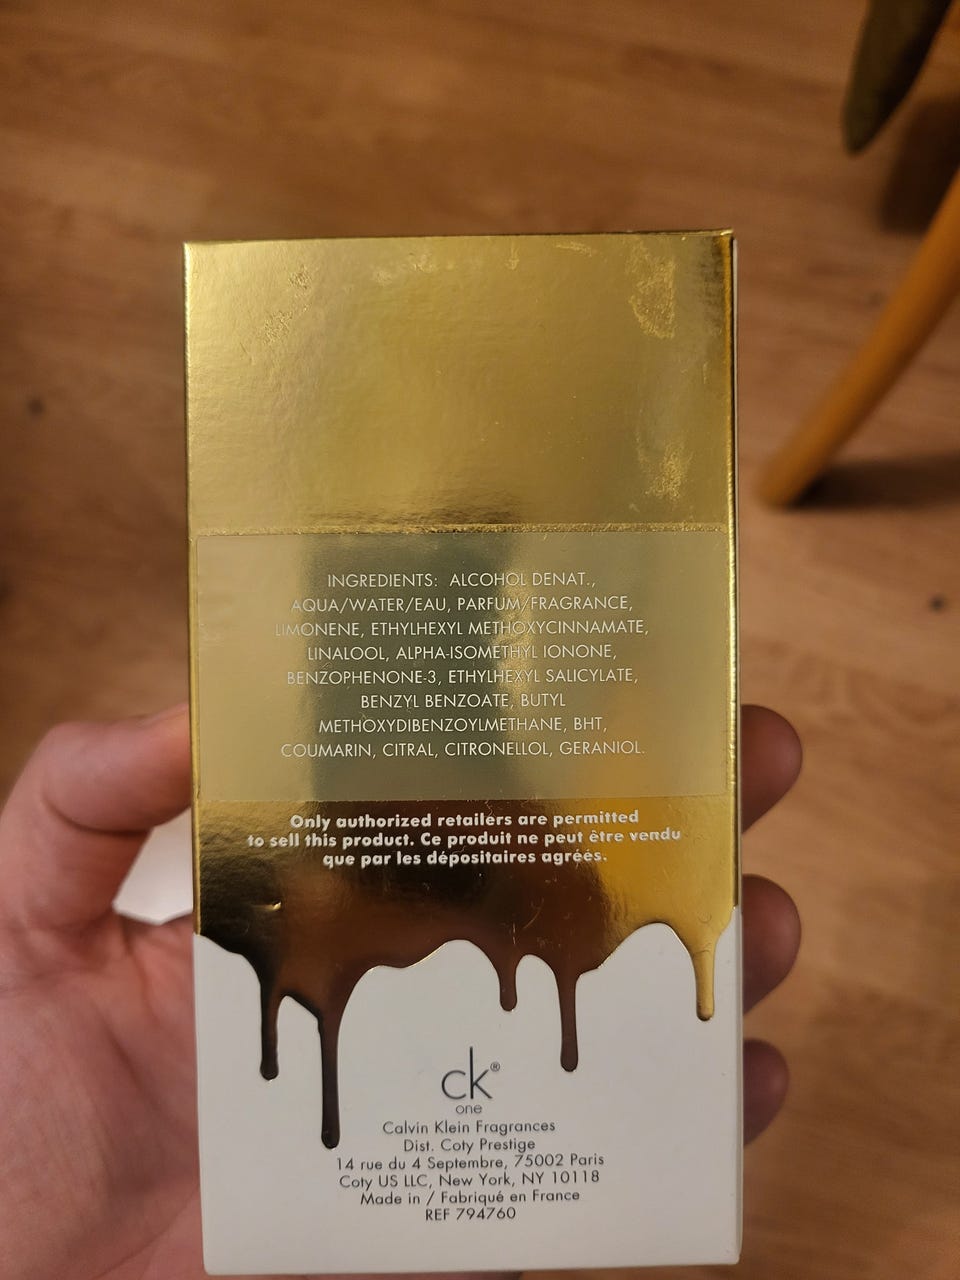 INGREDIENTS: ALCOHOL DENAT.,
AQUA/WATER/EAU, PARFUM/FRAGRANCE,
LIMONENE, ETHYLHEXYL METHOXYCINNAMATE,
LINALOOL, ALPHA-ISOMETHYL IONONE,
BENZOPHENONE-3, ETHYLHEXYL SALICYLATE,
BENZYL BENZOATE, BUTYL
METHOXYDIBENZOYLMETHANE, BHT,
COUMARIN, CITRAL, CITRONELLOL, GERANIOL.
Only authorized retailers are permitted
to sell this product. Ce produit ne peut être vendu
que par les dépositaires agréés.
ck®
one
Calvin Klein Fragrances
Dist. Coty Prestige
14 rue du 4 Septembre, 75002 Paris
Coty US LLC, New York, NY 10118
Made in / Fabriqué en France
REF 794760